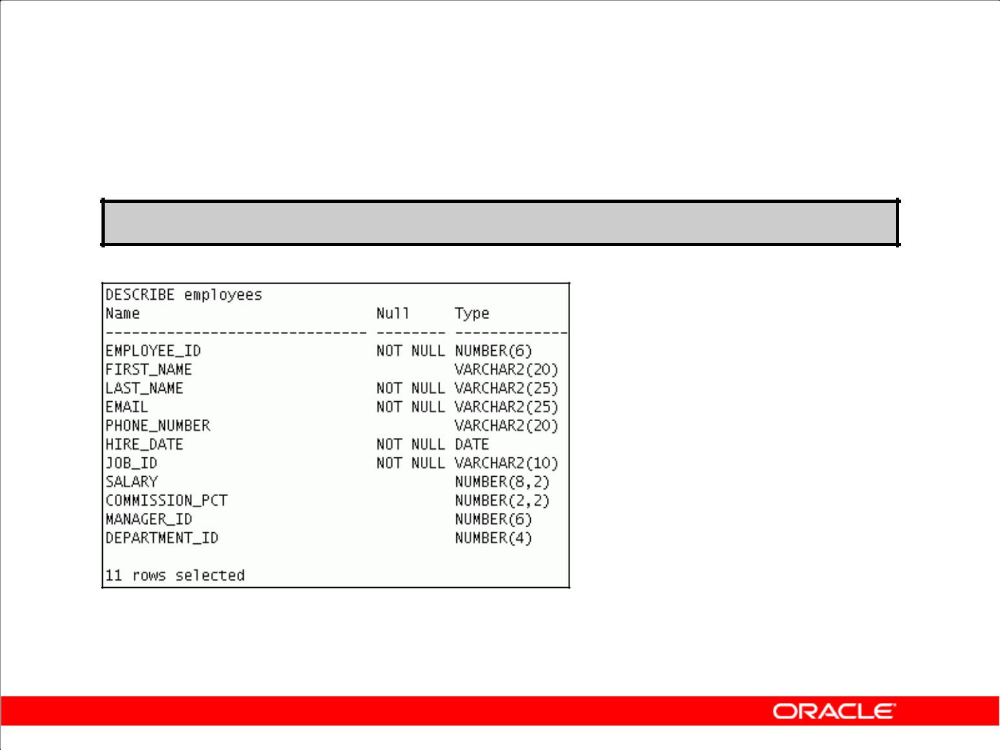 DESCRIBE employees
Name Null Type
------------------------------ -------- -------------
EMPLOYEE_ID NOT NULL NUMBER(6)
FIRST_NAME VARCHAR2(20)
LAST_NAME NOT NULL VARCHAR2(25)
EMAIL NOT NULL VARCHAR2(25)
PHONE_NUMBER VARCHAR2(20)
HIRE_DATE NOT NULL DATE
JOB_ID NOT NULL VARCHAR2(10)
SALARY NUMBER(8,2)
COMMISSION_PCT NUMBER(2,2)
MANAGER_ID NUMBER(6)
DEPARTMENT_ID NUMBER(4)
11 rows selected
ORACLE